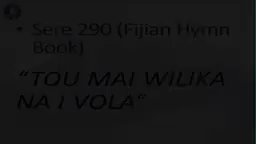 • Sere 290 (Fijian Hymn
Book)
“TOU MAI WILIKA
NA I VOLA”